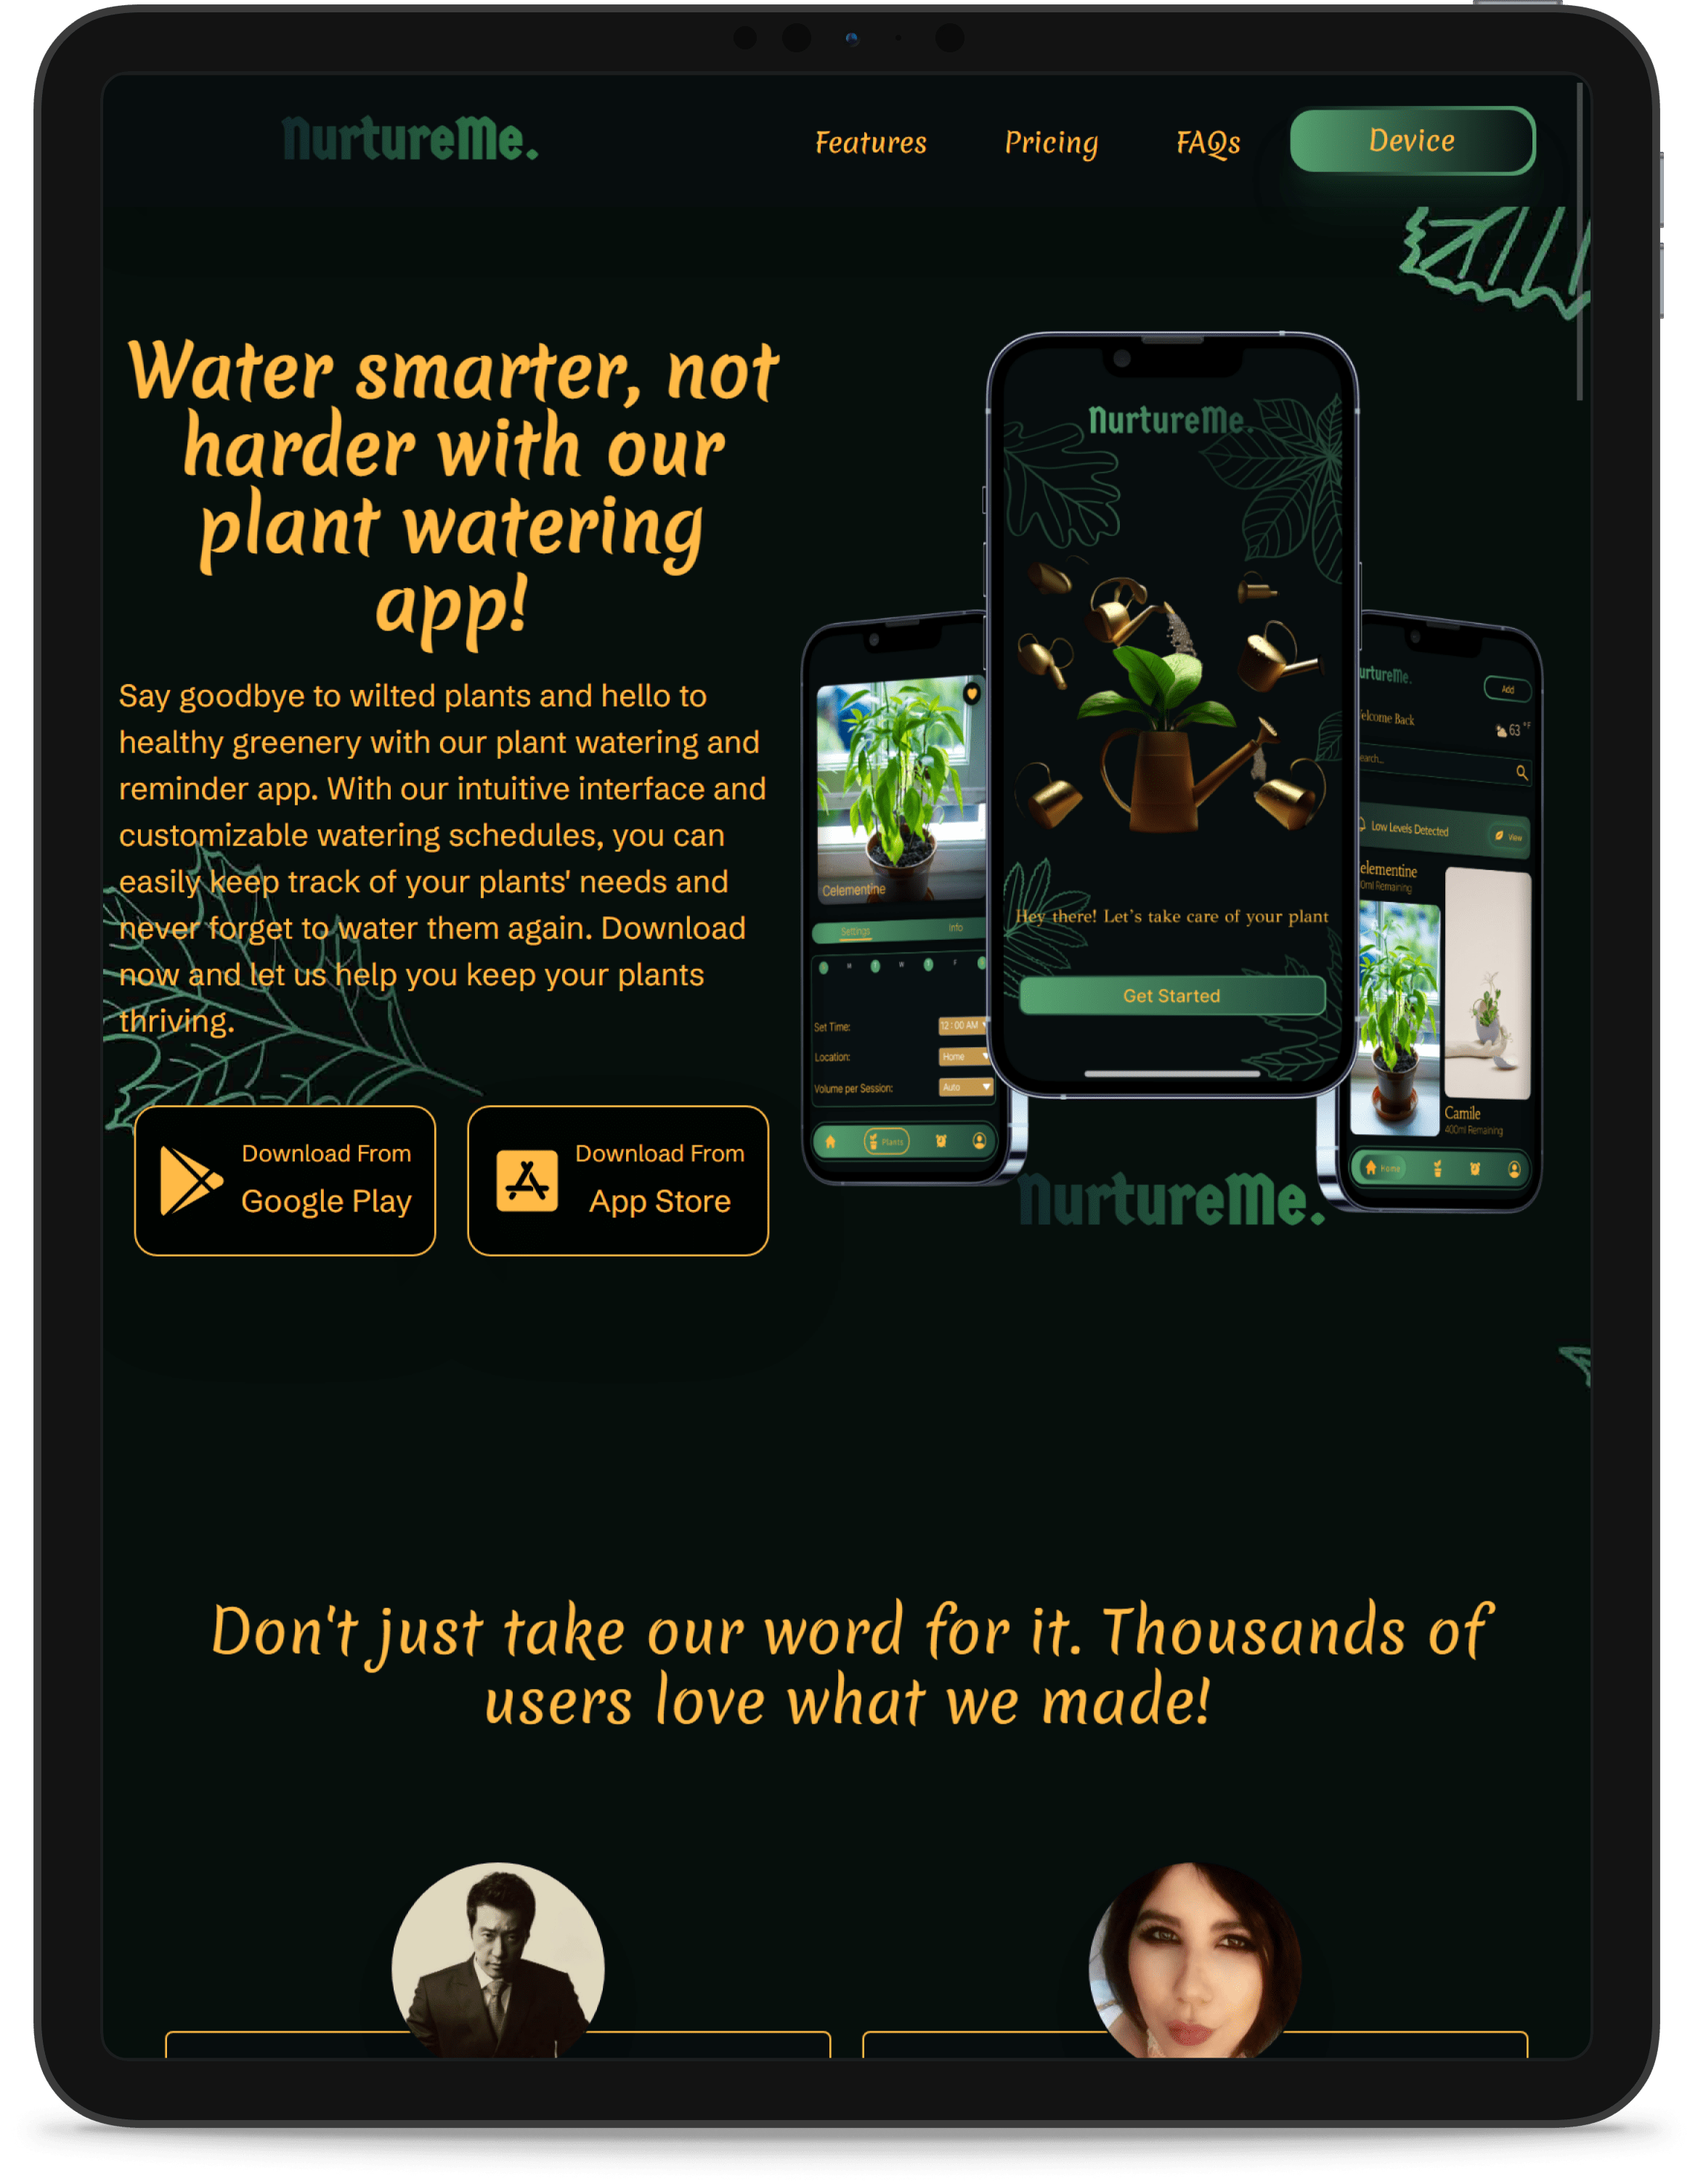 NurtureMe.
Features
Pricing
FAQs
Device
Water smarter, not
harder with our
plant watering
app!
Say goodbye to wilted plants and hello to
healthy greenery with our plant watering and
reminder app. With our intuitive interface and
customizable watering schedules, you can
easily keep track of your plants' needs and
never forget to water them again. Download
now and let us help you keep your plants
thriving.
Download From
Google Play
Download From
App Store
Celementine
Settings
Info
M
T
W
T
F
Set Time:
12:00 AM
Location:
Home
Volume per Session:
Auto
Plants
NurtureMe.
Hey there! Let's take care of your plant
Get Started
urtureMe.
Add
elcome Back
63 °F
earch...
Low Levels Detected
View
elementine
0ml Remaining
Camile
400ml Remaining
Home
NurtureMe.
Don't just take our word for it. Thousands of
users love what we made!